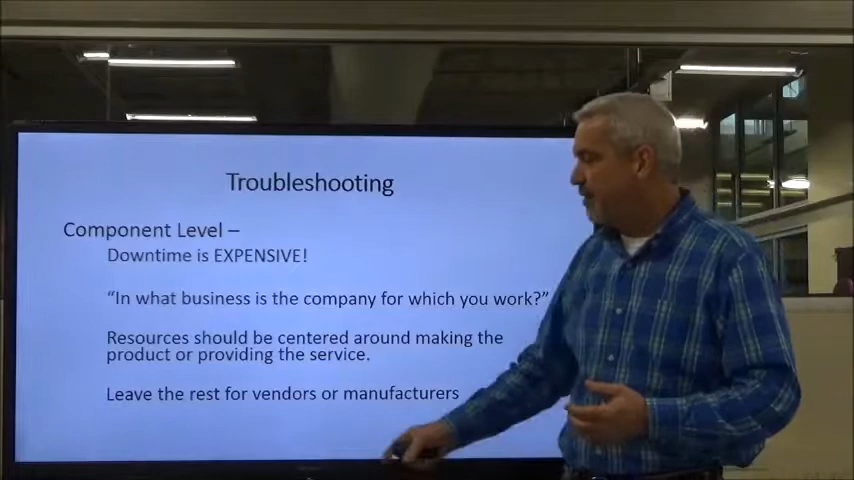 Troubleshooting
Component Level –
Downtime is EXPENSIVE!
“In what business is the company for which you work?”
Resources should be centered around making the
product or providing the service.
Leave the rest for vendors or manufacturers